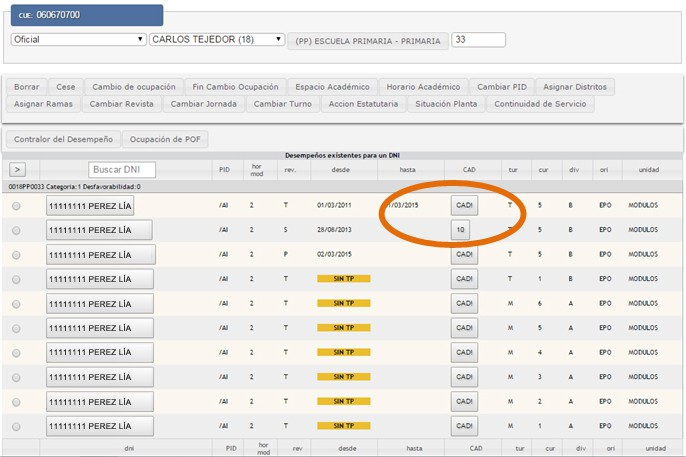 CUE: 060670700
Oficial CARLOS TEJEDOR (18) (PP) ESCUELA PRIMARIA - PRIMARIA 33
Borrar Cese Cambio de ocupación Fin Cambio Ocupación Espacio Académico Horario Académico Cambiar PID Asignar Distritos
Asignar Ramas Cambiar Revista Cambiar Jornada Cambiar Turno Accion Estatutaria Situación Planta Continuidad de Servicio
Contralor del Desempeño Ocupación de POF
Desempeños existentes para un DNI
> Buscar DNI PID hor mod rev. desde hasta CAD tur cur div ori unidad
0018PP0033 Categoria:1 Desfavorabilidad:0
11111111 PEREZ LÍA /AI 2 T 01/03/2011 1/03/2015 CAD! T 5 B EPO MODULOS
11111111 PEREZ LÍA /AI 2 S 28/08/2013 10 T 5 B EPO MODULOS
11111111 PEREZ LÍA /AI 2 P 02/03/2015 CAD! T 5 B EPO MODULOS
11111111 PEREZ LÍA /AI 2 T SIN TP CAD! T 1 B EPO MODULOS
11111111 PEREZ LÍA /AI 2 T SIN TP CAD! M 6 A EPO MODULOS
11111111 PEREZ LÍA /AI 2 T SIN TP CAD! M 5 A EPO MODULOS
11111111 PEREZ LÍA /AI 2 T SIN TP CAD! M 4 A EPO MODULOS
11111111 PEREZ LÍA /AI 2 T SIN TP CAD! M 3 A EPO MODULOS
11111111 PEREZ LÍA /AI 2 T SIN TP CAD! M 2 A EPO MODULOS
11111111 PEREZ LÍA /AI 2 T SIN TP CAD! M 1 A EPO MODULOS
dni PID hor mod rev desde hasta CAD tur cur div ori unidad